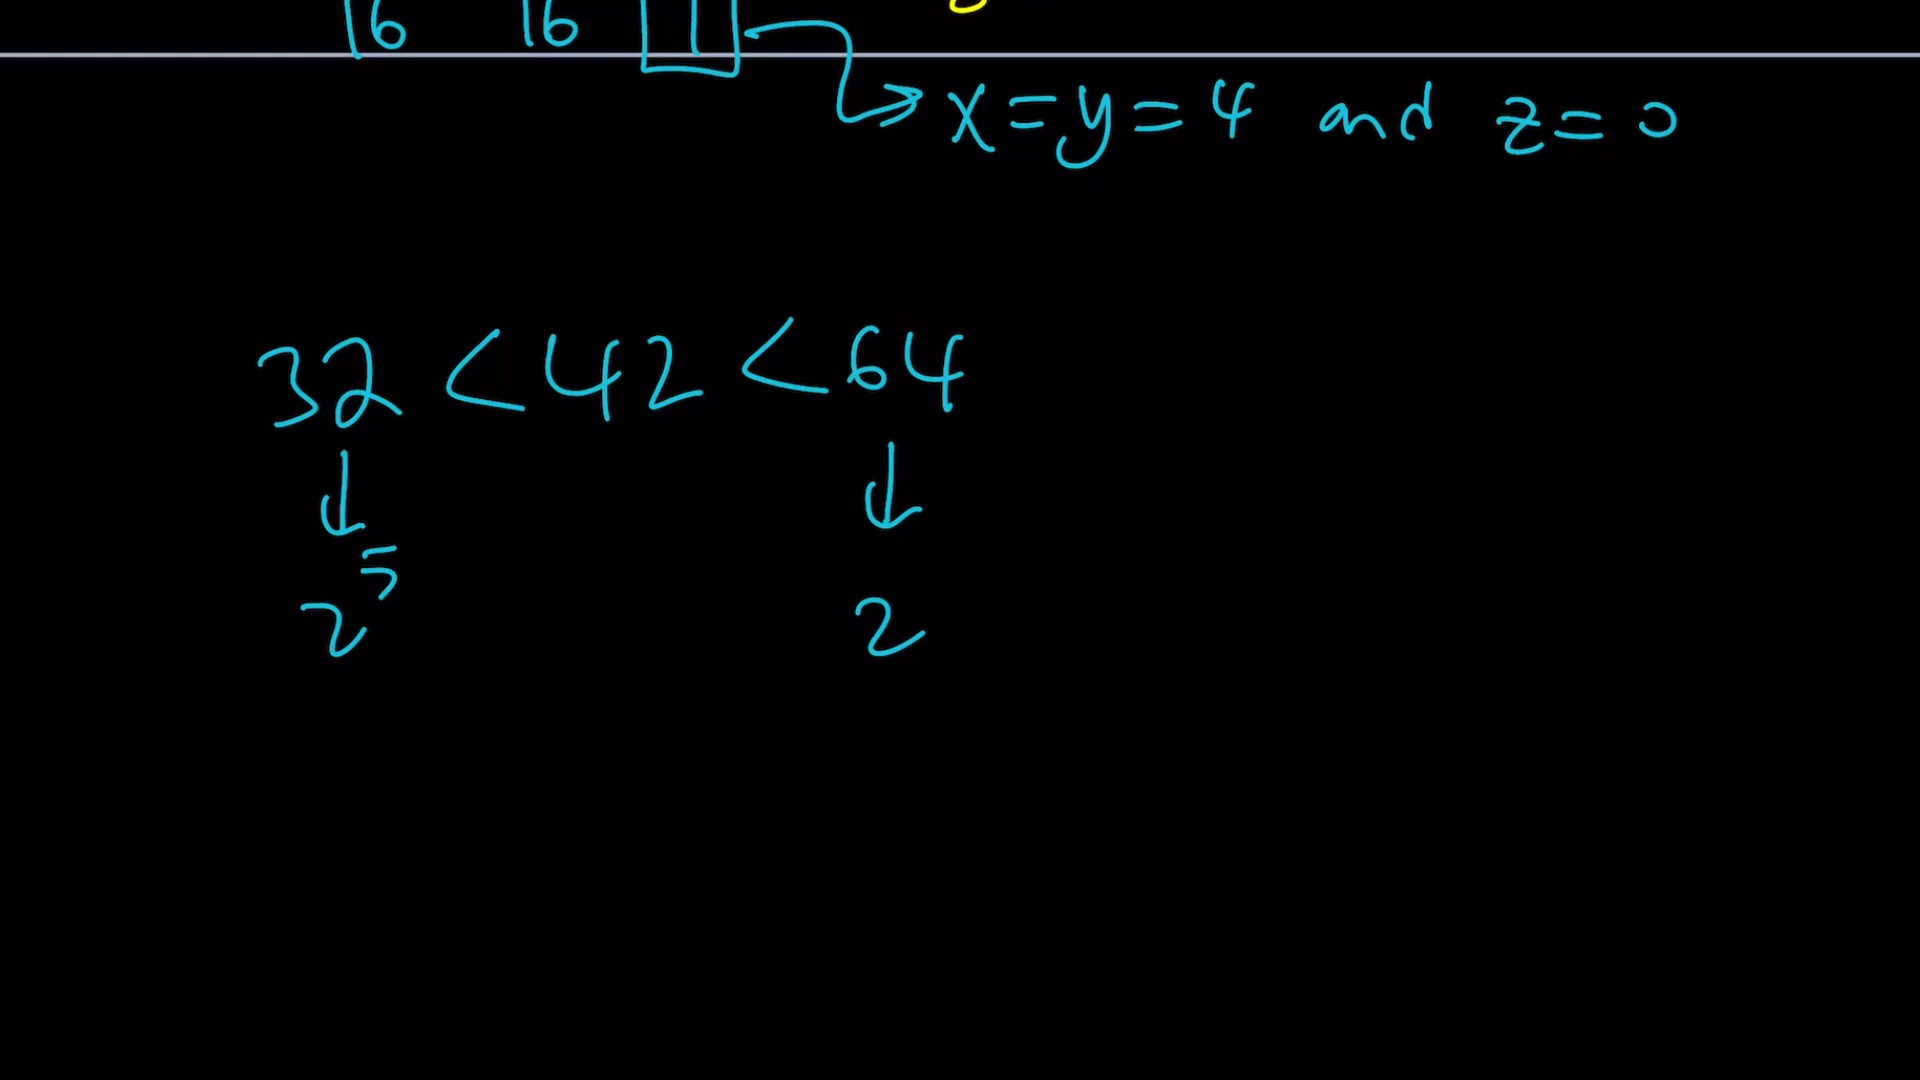 16 16 1
x=y=4 and z=0
32<42<64
↓ ↓
2⁵ 2